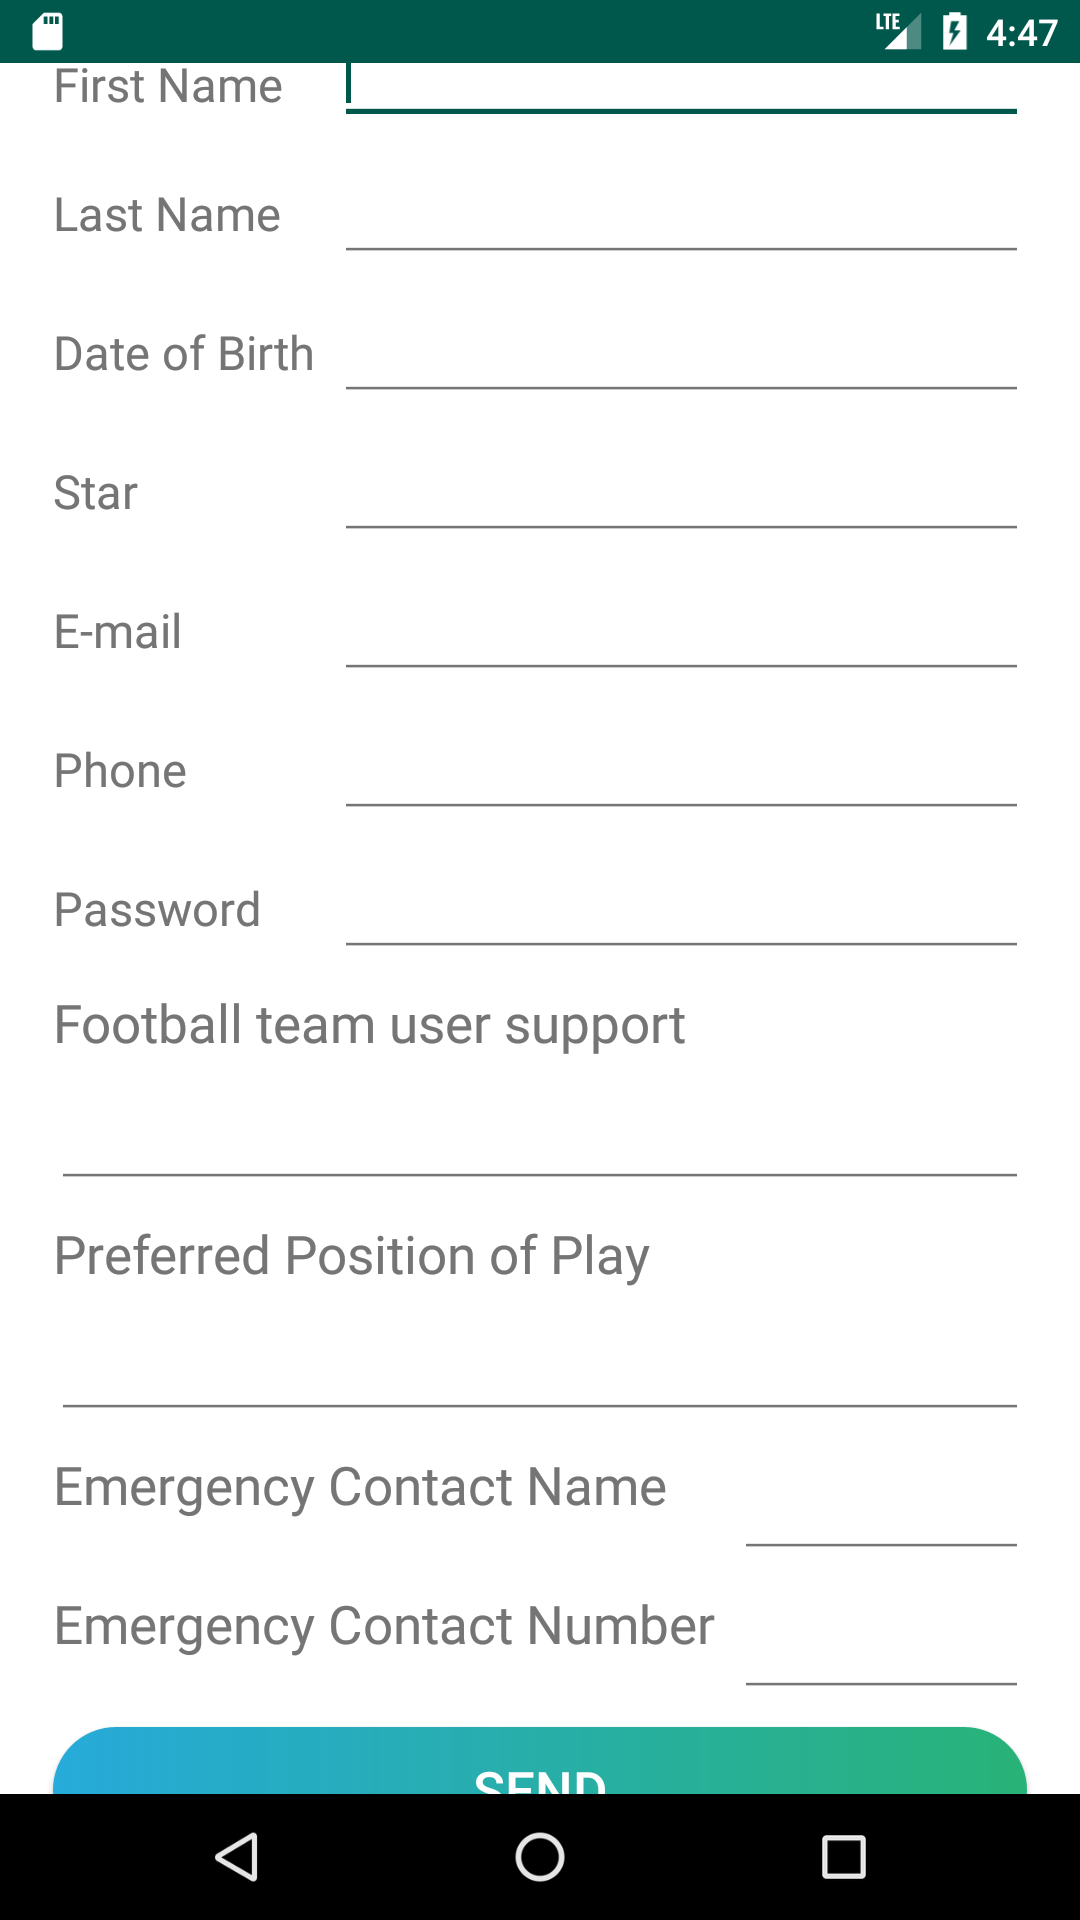 LTE 4:47
First Name
Last Name
Date of Birth
Star
E-mail
Phone
Password
Football team user support
Preferred Position of Play
Emergency Contact Name
Emergency Contact Number
SEND